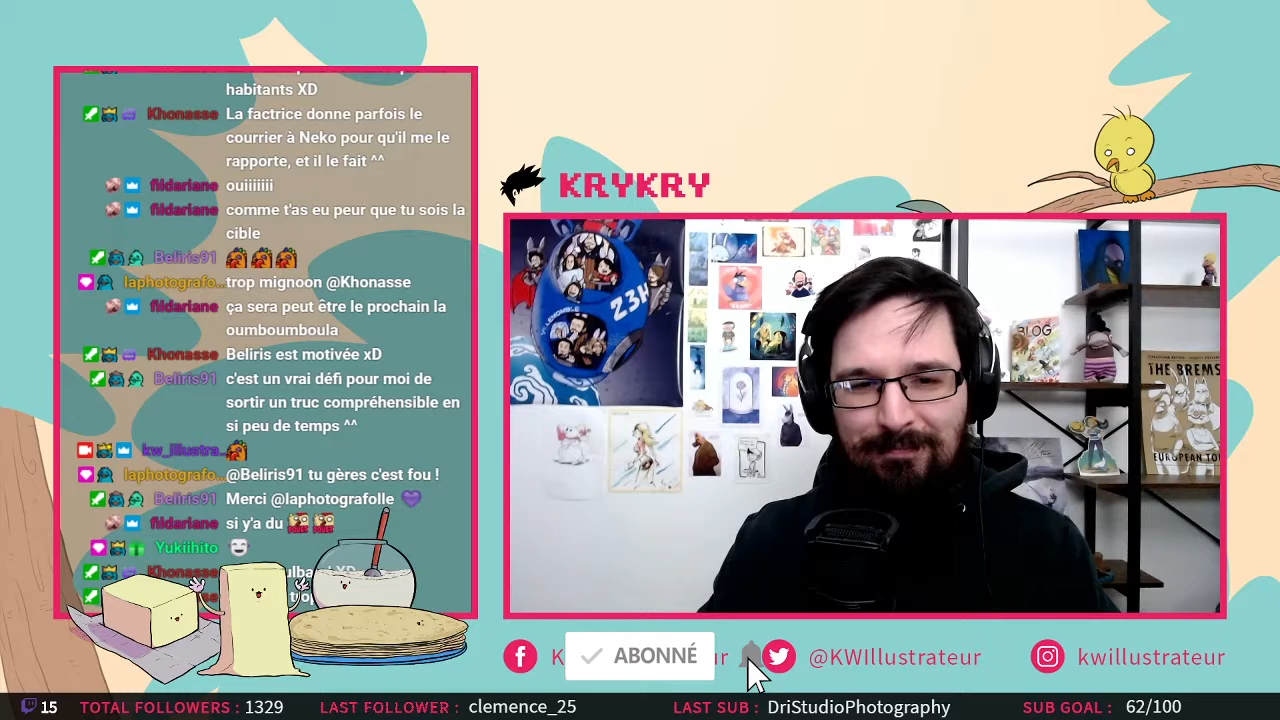 habitants XD
Khonasse La factrice donne parfois le
courrier à Neko pour qu'il me le
rapporte, et il le fait ^^
fildariane ouiiiiiii
fildariane comme t'as eu peur que tu sois la
cible
Beliris91
laphotografo... trop mignoon @Khonasse
fildariane ça sera peut être le prochain la
oumboumboula
Khonasse Beliris est motivée xD
Beliris91 c'est un vrai défi pour moi de
sortir un truc compréhensible en
si peu de temps ^^
kw_illustra...
laphotografo... @Beliris91 tu gères c'est fou !
Beliris91 Merci @laphotografolle
fildariane si y'a du
Yukiihito
Khonasse
KRYKRY
23H
BLOG
THE BREMS
EUROPEAN TO
ABONNÉ
@KWIllustrateur
kwillustrateur
15
TOTAL FOLLOWERS : 1329
LAST FOLLOWER : clemence_25
LAST SUB : DriStudioPhotography
SUB GOAL : 62/100